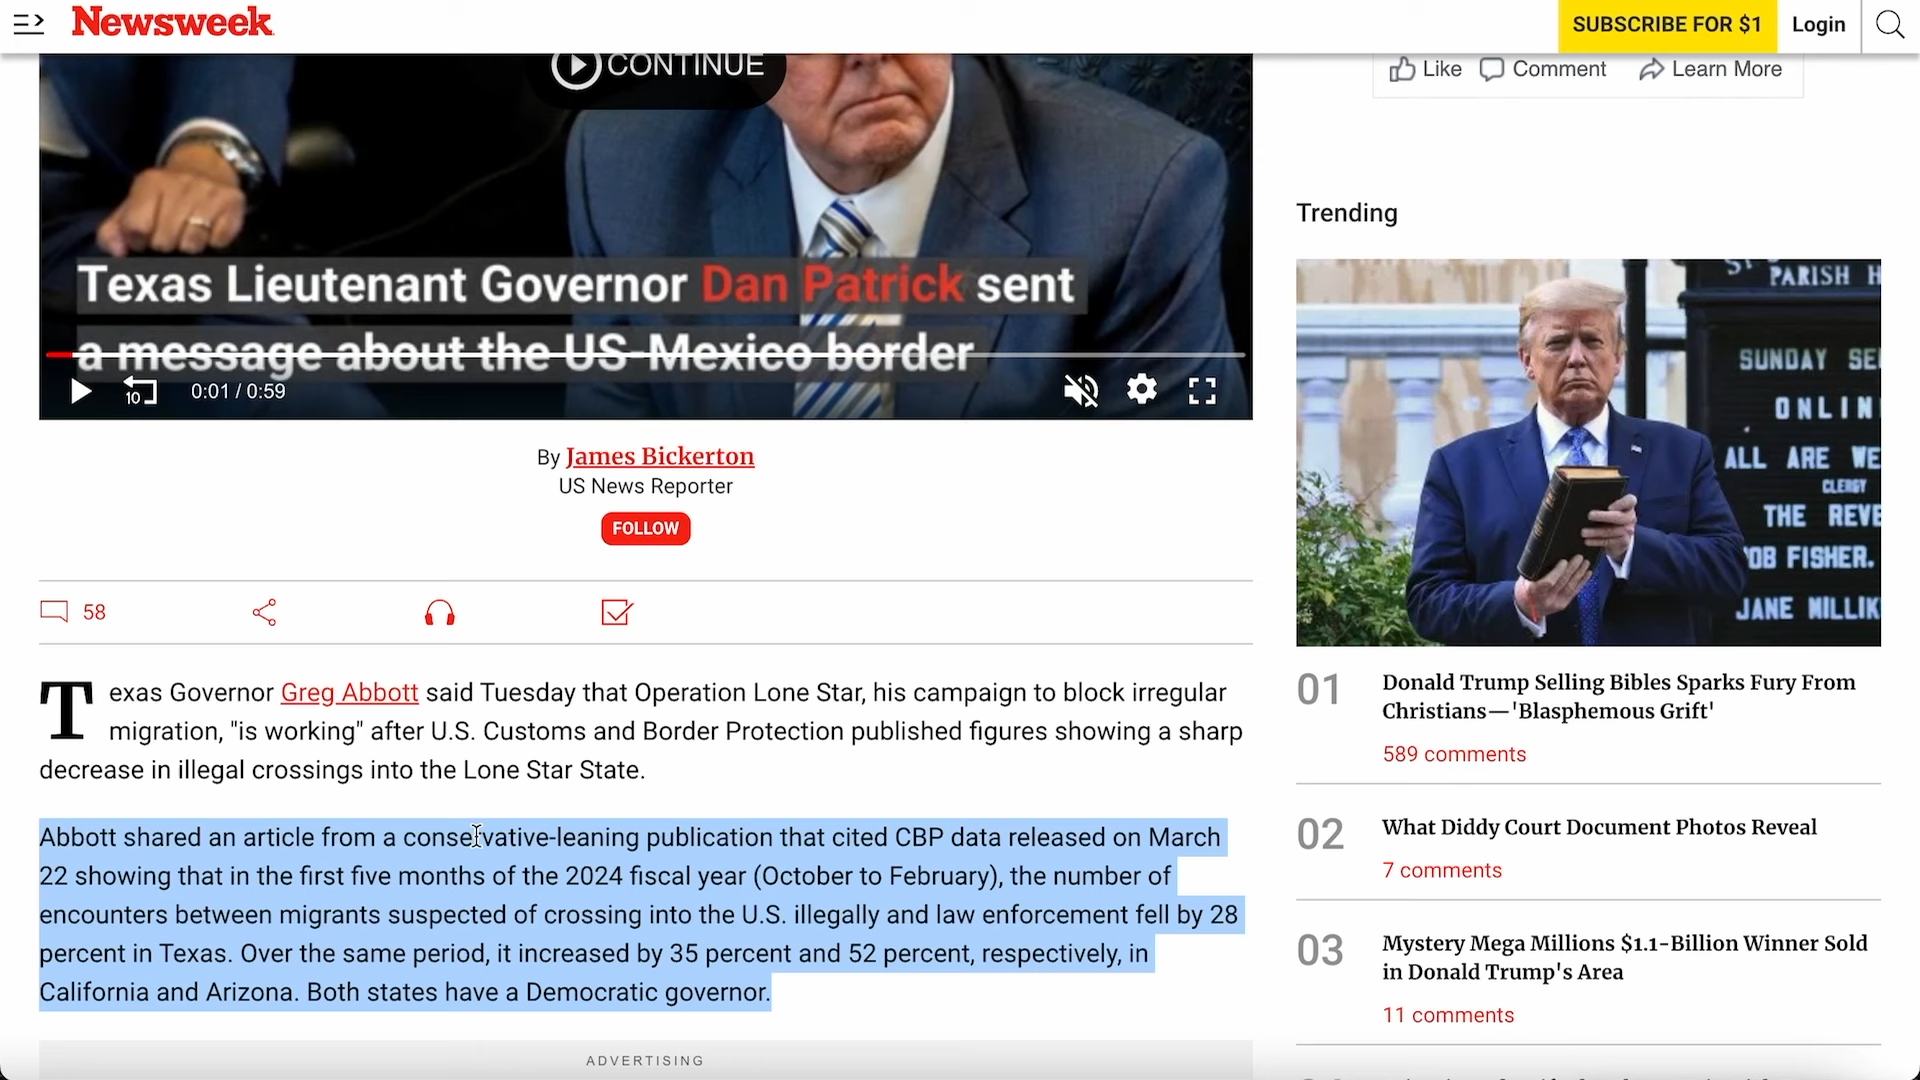 Newsweek
SUBSCRIBE FOR $1
Login
CONTINUE
Like
Comment
Learn More
Texas Lieutenant Governor Dan Patrick sent
a message about the US-Mexico border
10
0:01 / 0:59
By James Bickerton
US News Reporter
FOLLOW
58
Texas Governor Greg Abbott said Tuesday that Operation Lone Star, his campaign to block irregular
migration, "is working" after U.S. Customs and Border Protection published figures showing a sharp
decrease in illegal crossings into the Lone Star State.
Abbott shared an article from a conservative-leaning publication that cited CBP data released on March
22 showing that in the first five months of the 2024 fiscal year (October to February), the number of
encounters between migrants suspected of crossing into the U.S. illegally and law enforcement fell by 28
percent in Texas. Over the same period, it increased by 35 percent and 52 percent, respectively, in
California and Arizona. Both states have a Democratic governor.
ADVERTISING
Trending
PARISH H
SUNDAY SE
ONLIN
ALL ARE WE
CLERGY
THE REVE
OB FISHER.
JANE MILLIK
01
Donald Trump Selling Bibles Sparks Fury From
Christians—'Blasphemous Grift'
589 comments
02
What Diddy Court Document Photos Reveal
7 comments
03
Mystery Mega Millions $1.1-Billion Winner Sold
in Donald Trump's Area
11 comments